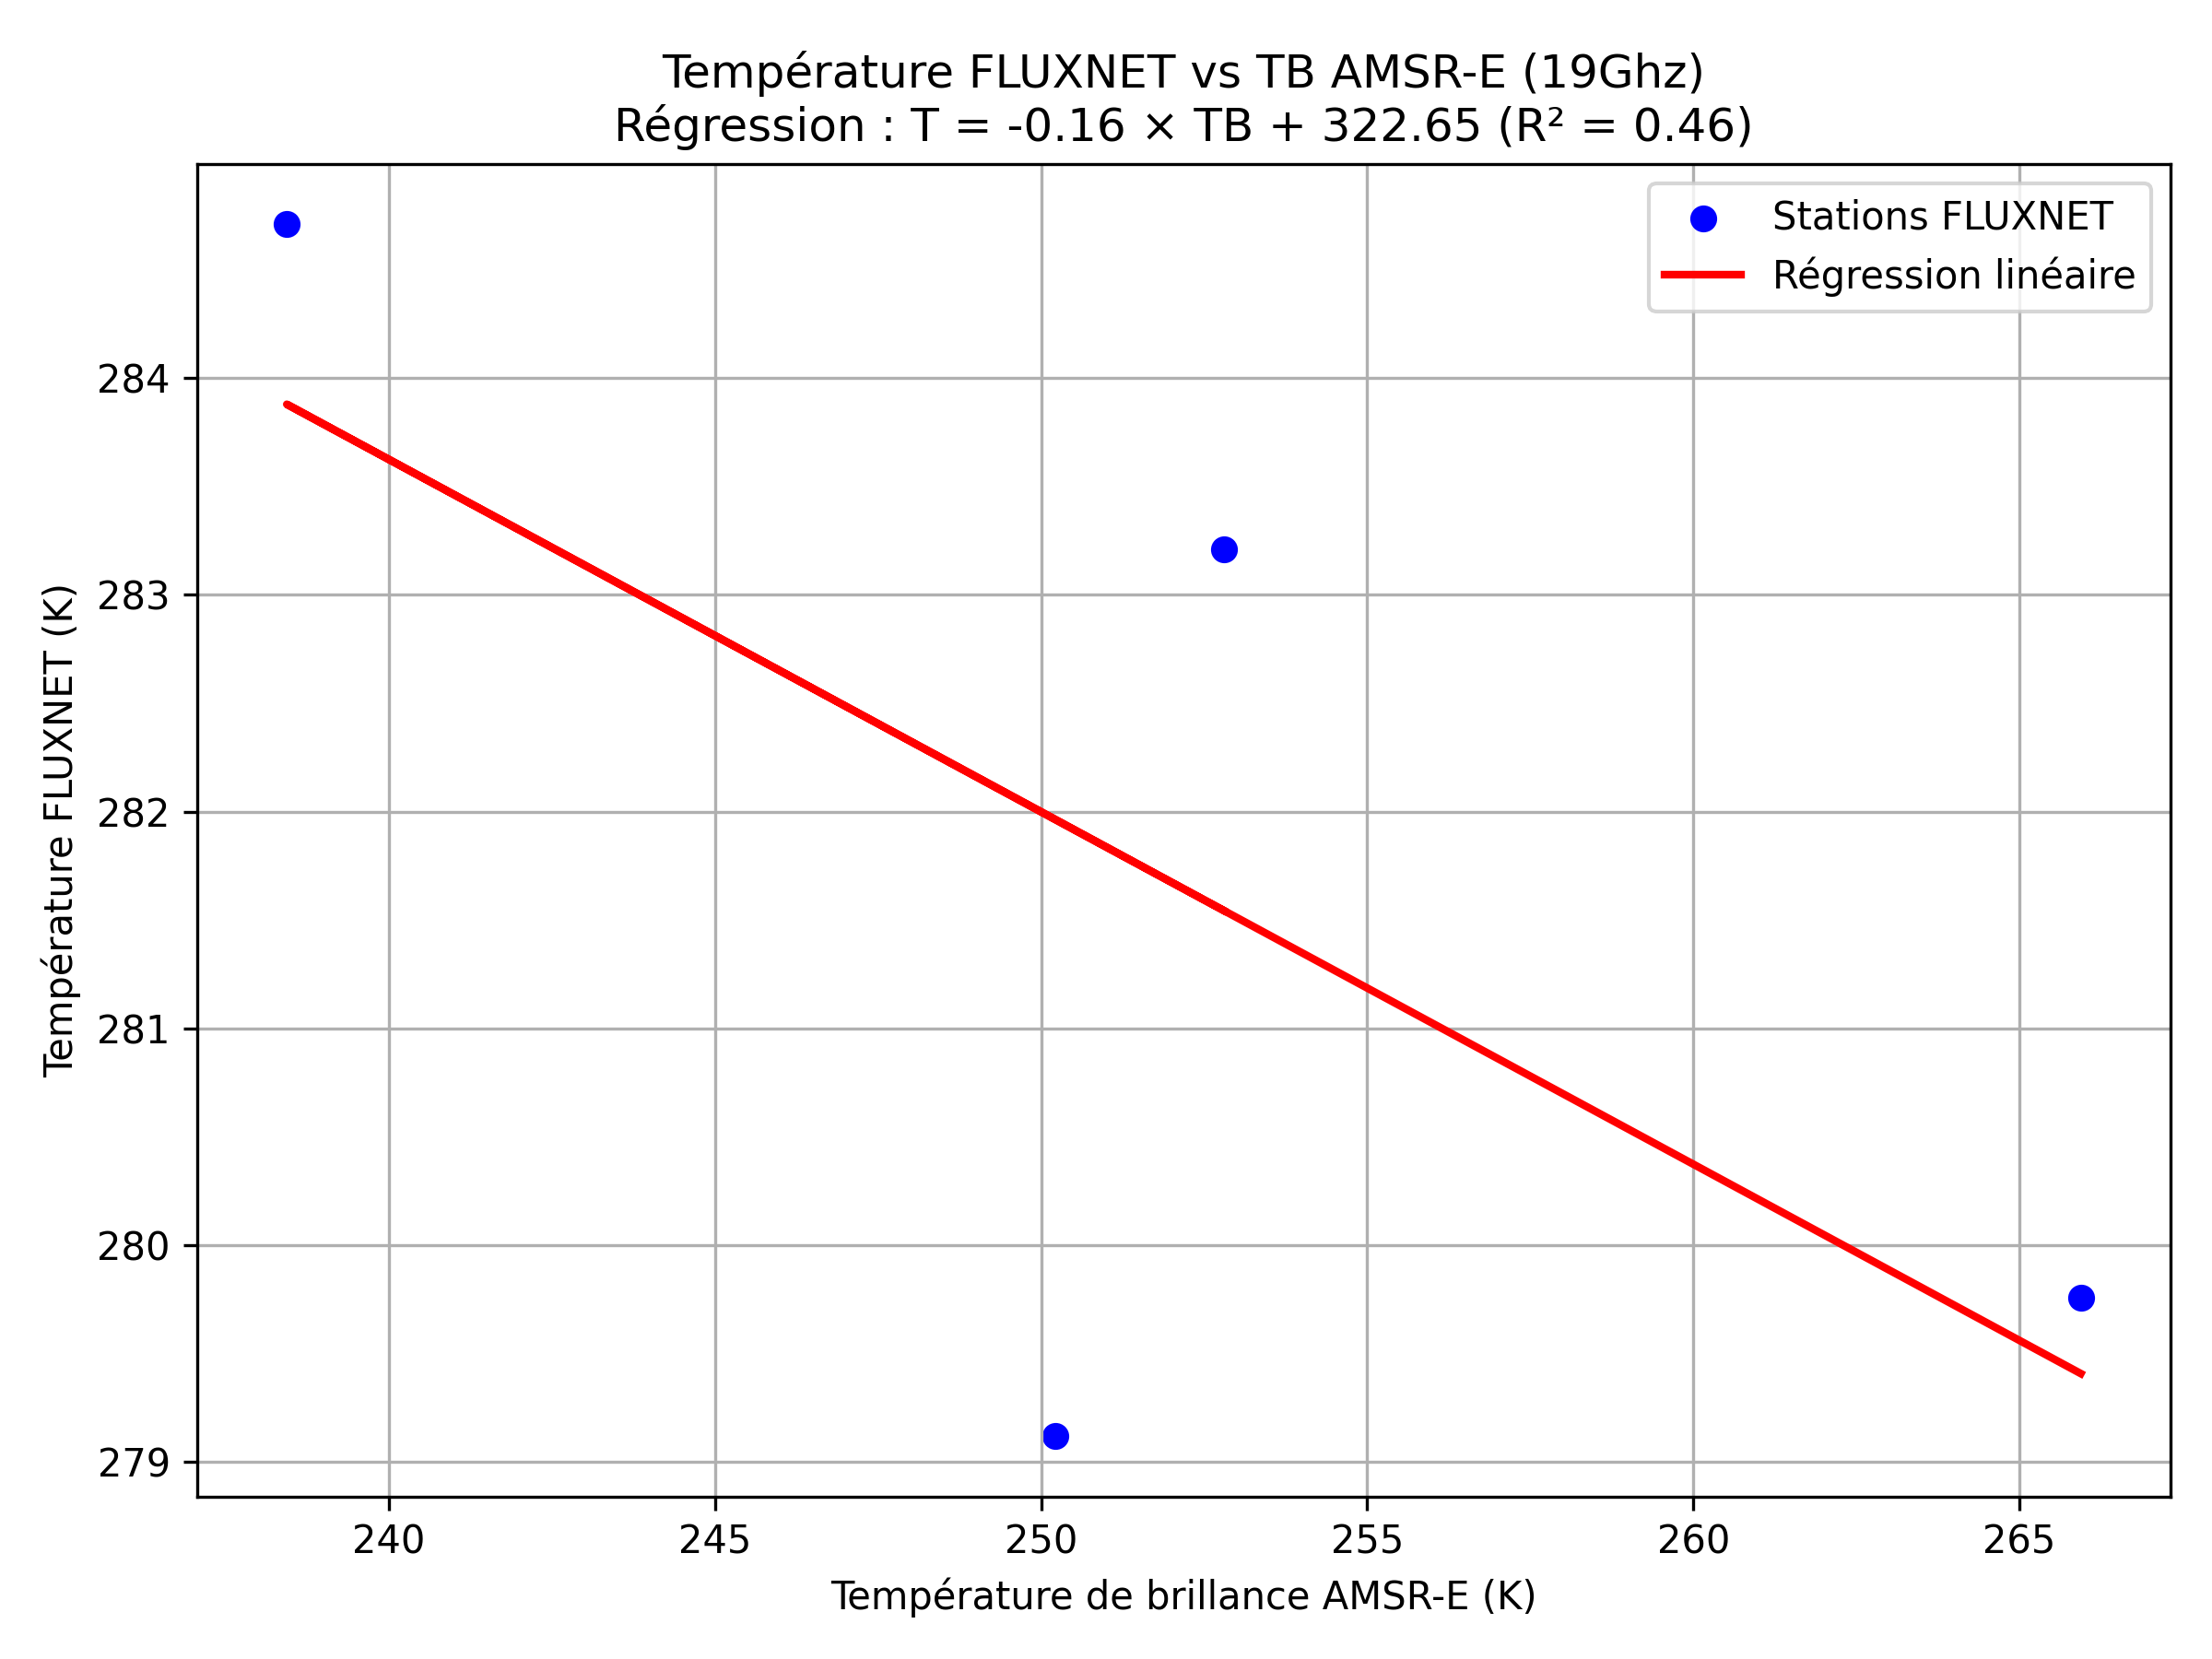 Température FLUXNET vs TB AMSR-E (19Ghz)
Régression : T = -0.16 × TB + 322.65 (R² = 0.46)
Stations FLUXNET
Régression linéaire
Température FLUXNET (K)
284
283
282
281
280
279
240 245 250 255 260 265
Température de brillance AMSR-E (K)